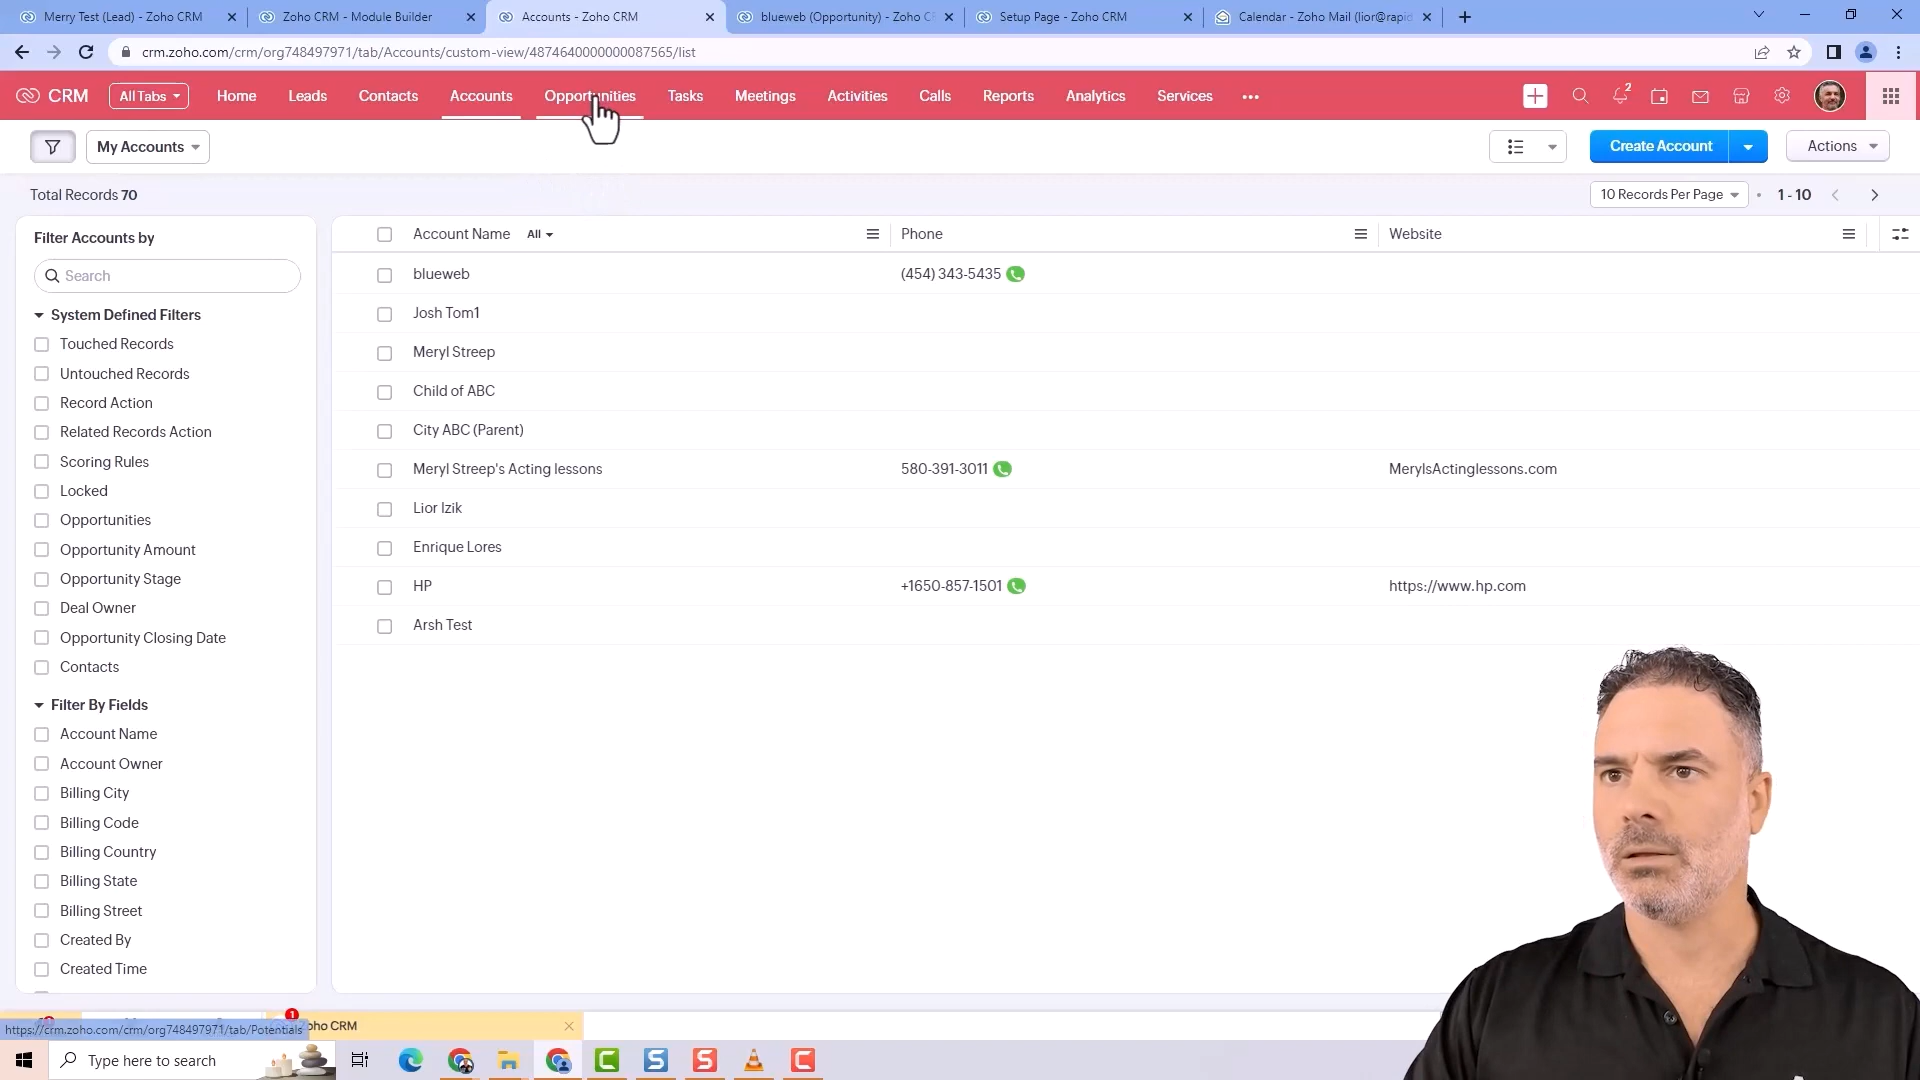 Merry Test (Lead) - Zoho CRM
Zoho CRM - Module Builder
Accounts - Zoho CRM
blueweb (Opportunity) - Zoho C
Setup Page - Zoho CRM
Calendar - Zoho Mail (lior@rapid
crm.zoho.com/crm/org748497971/tab/Accounts/custom-view/4874640000000087565/list
CRM
All Tabs
Home
Leads
Contacts
Accounts
Opportunities
Tasks
Meetings
Activities
Calls
Reports
Analytics
Services
2
My Accounts
Create Account
Actions
Total Records 70
10 Records Per Page
1 - 10
Filter Accounts by
Search
System Defined Filters
Touched Records
Untouched Records
Record Action
Related Records Action
Scoring Rules
Locked
Opportunities
Opportunity Amount
Opportunity Stage
Deal Owner
Opportunity Closing Date
Contacts
Filter By Fields
Account Name
Account Owner
Billing City
Billing Code
Billing Country
Billing State
Billing Street
Created By
Created Time
Account Name All
Phone
Website
blueweb
(454) 343-5435
Josh Tom1
Meryl Streep
Child of ABC
City ABC (Parent)
Meryl Streep's Acting lessons
580-391-3011
MerylsActinglessons.com
Lior Izik
Enrique Lores
HP
+1650-857-1501
https://www.hp.com
Arsh Test
1
oho CRM
https://crm.zoho.com/crm/org748497971/tab/Potentials
Type here to search